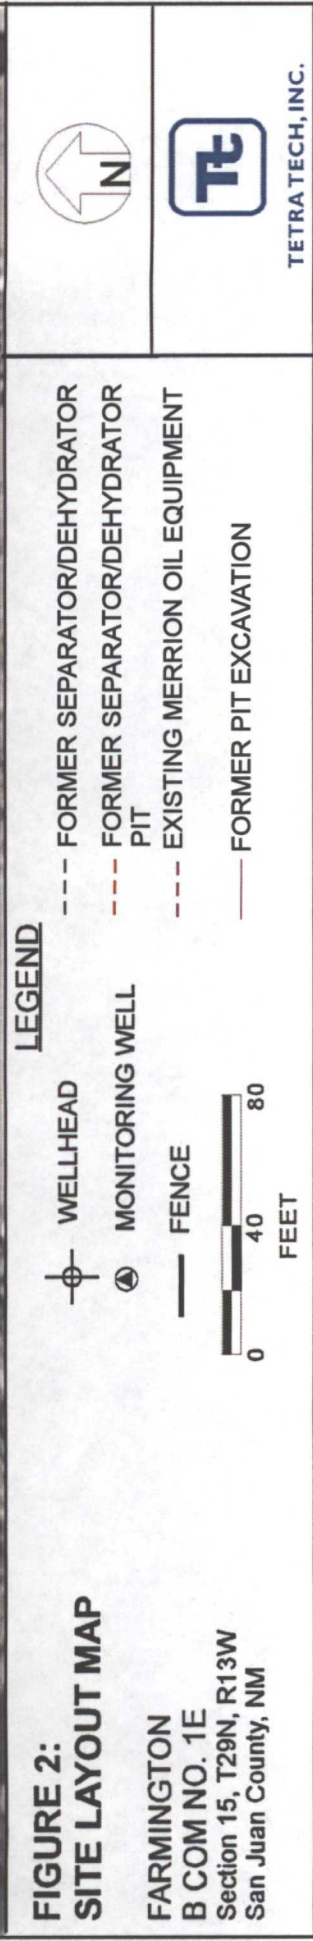 FIGURE 2:
SITE LAYOUT MAP
FARMINGTON
B COM NO. 1E
Section 15, T29N, R13W
San Juan County, NM
LEGEND
WELLHEAD
MONITORING WELL
FENCE
0 40 80
FEET
FORMER SEPARATOR/DEHYDRATOR
FORMER SEPARATOR/DEHYDRATOR
PIT
EXISTING MERRION OIL EQUIPMENT
FORMER PIT EXCAVATION
N
Tt
TETRA TECH, INC.